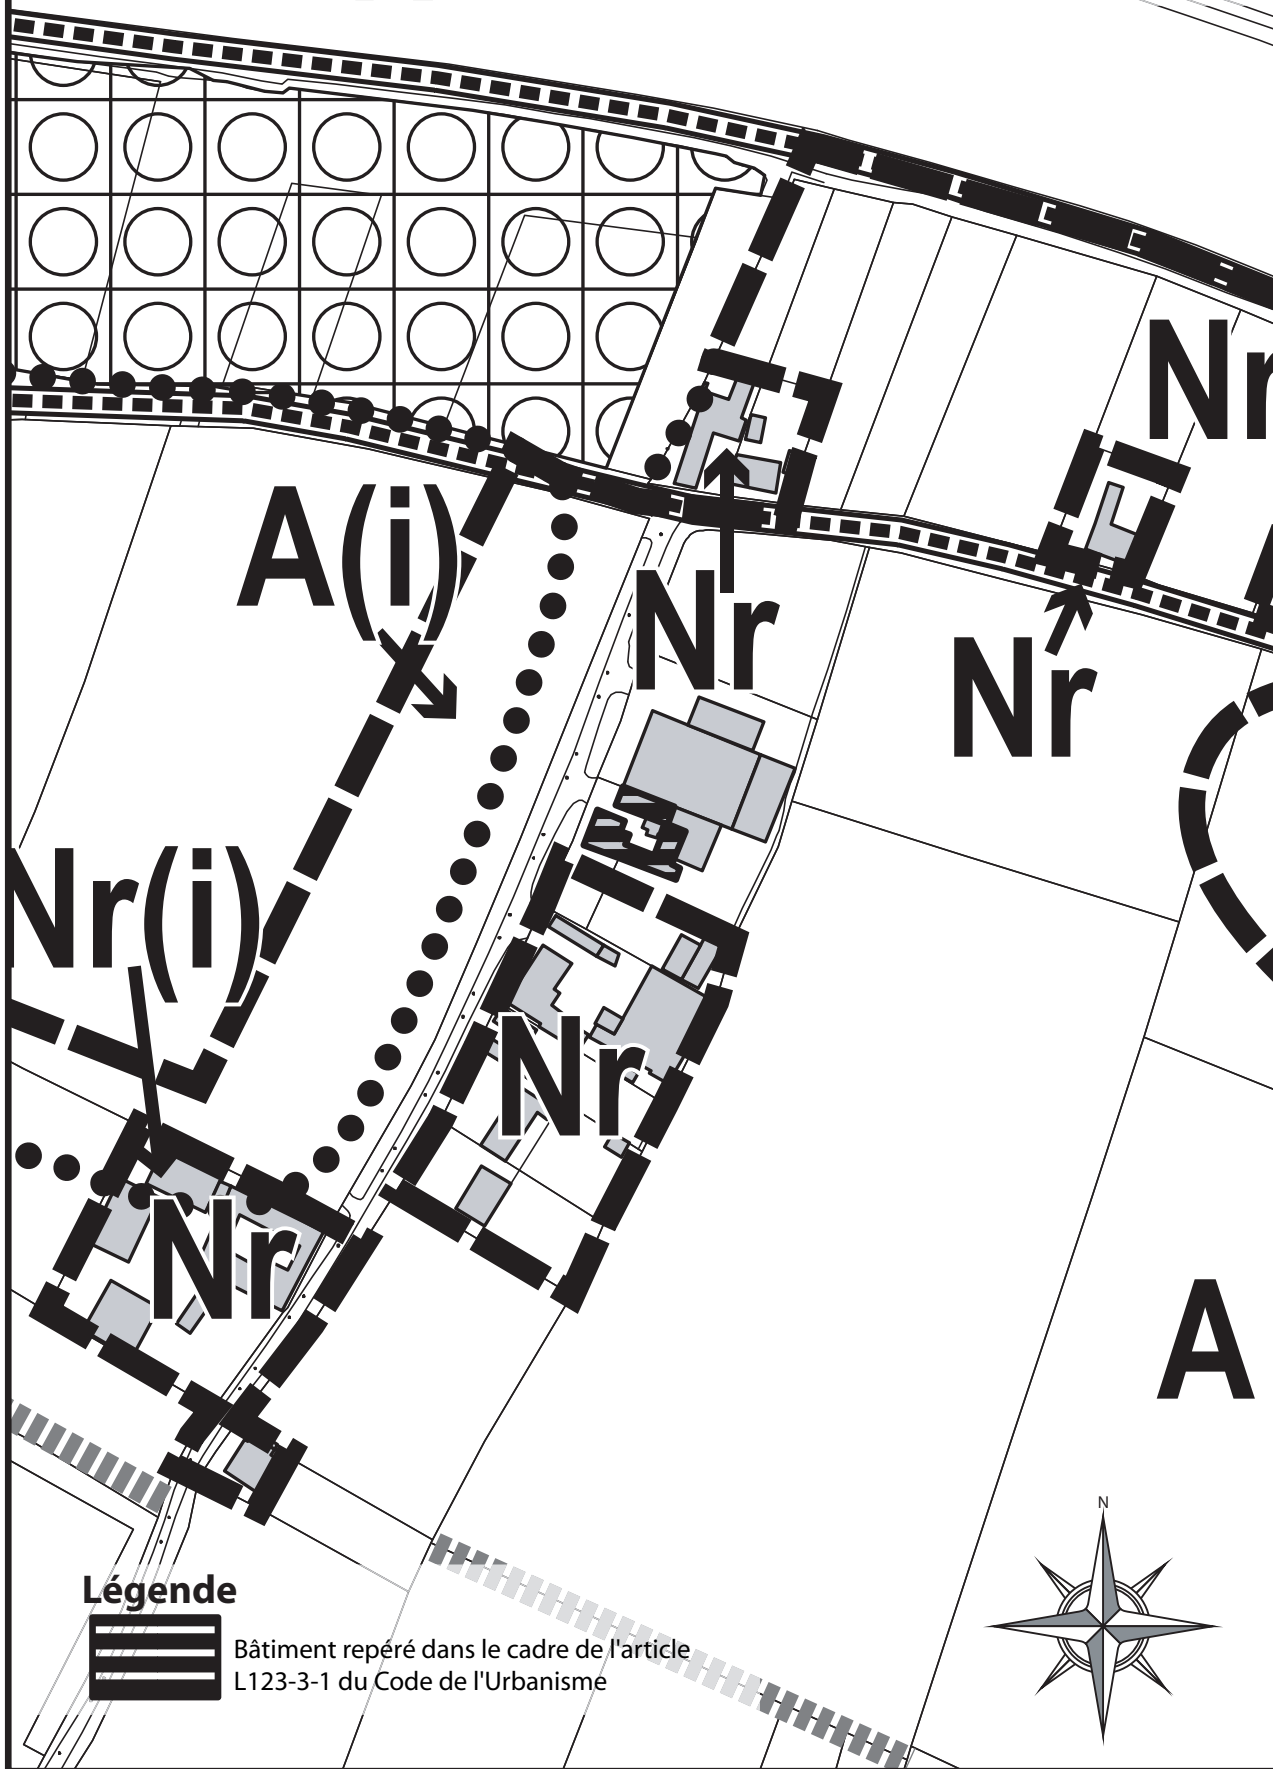 Nr
A(i)
Nr
Nr
Nr(i)
Nr
Nr
A
N
Légende
Bâtiment repéré dans le cadre de l'article
L123-3-1 du Code de l'Urbanisme